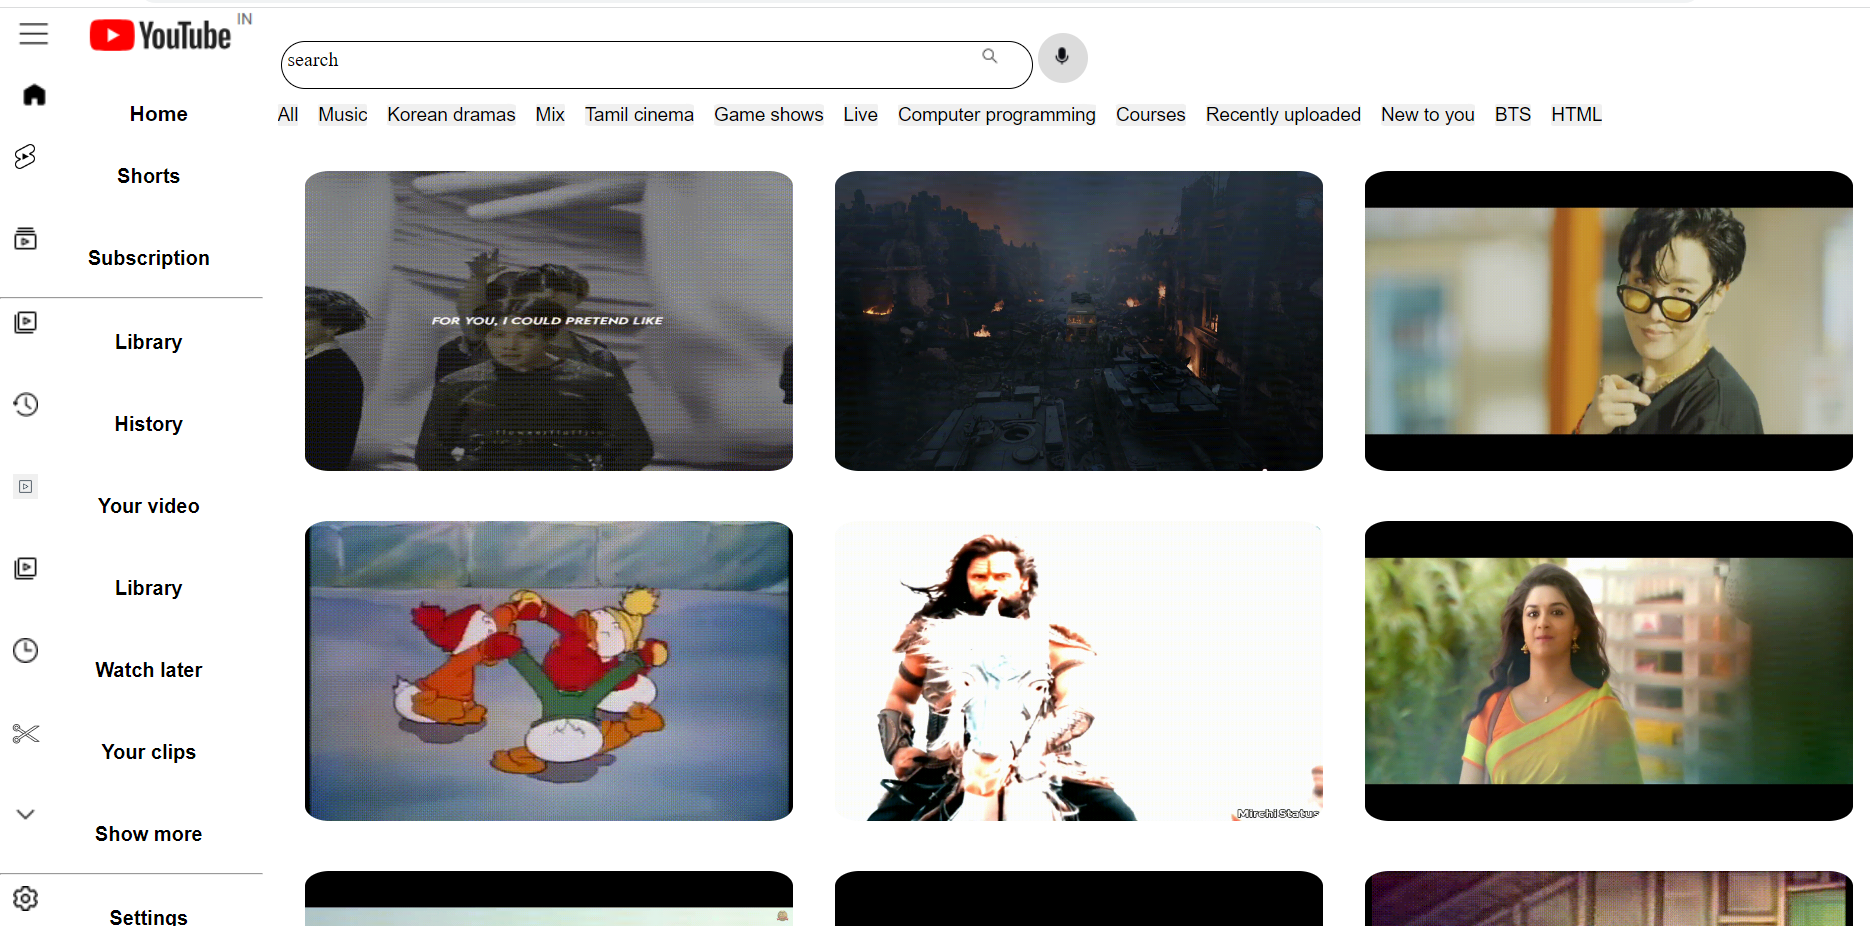 YouTube IN
search
Home
All Music Korean dramas Mix Tamil cinema Game shows Live Computer programming Courses Recently uploaded New to you BTS HTML
Shorts
Subscription
FOR YOU, I COULD PRETEND LIKE
Library
History
Your video
Library
Watch later
Your clips
Mirchi Status
Show more
Settings